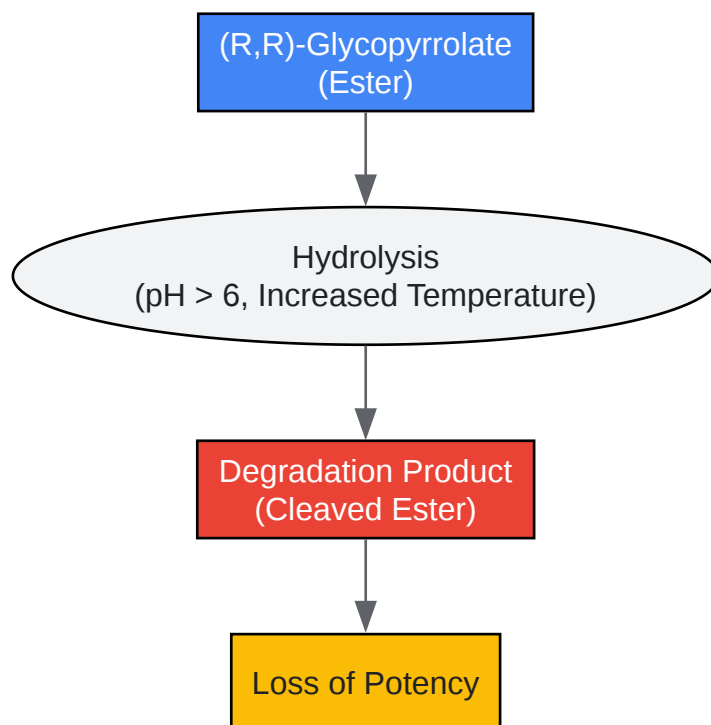 (R,R)-Glycopyrrolate
(Ester)
Hydrolysis
(pH > 6, Increased Temperature)
Degradation Product
(Cleaved Ester)
Loss of Potency